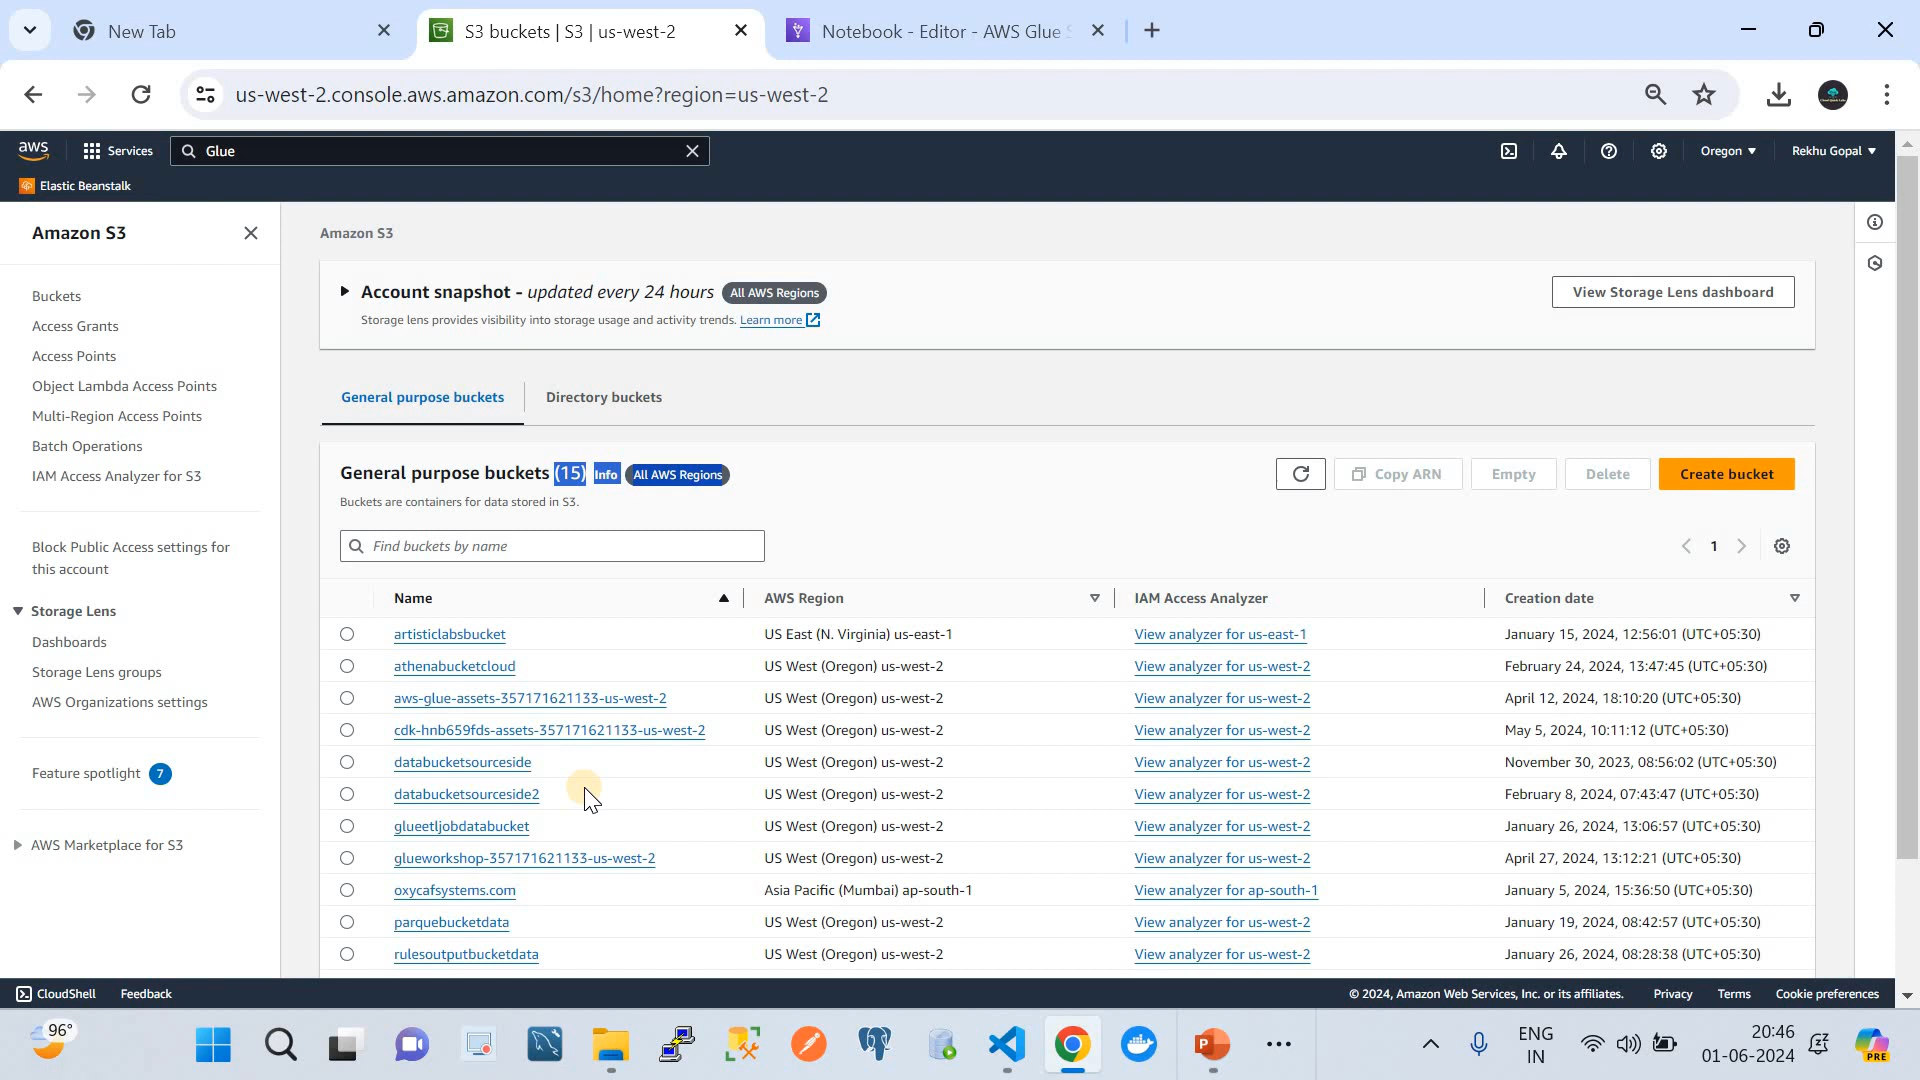 New Tab
S3 buckets | S3 | us-west-2
Notebook - Editor - AWS Glue S
us-west-2.console.aws.amazon.com/s3/home?region=us-west-2
aws
Services
Glue
Oregon
Rekhu Gopal
Elastic Beanstalk
Amazon S3
Buckets
Access Grants
Access Points
Object Lambda Access Points
Multi-Region Access Points
Batch Operations
IAM Access Analyzer for S3
Block Public Access settings for
this account
Storage Lens
Dashboards
Storage Lens groups
AWS Organizations settings
Feature spotlight 7
AWS Marketplace for S3
Amazon S3
Account snapshot - updated every 24 hours All AWS Regions
Storage lens provides visibility into storage usage and activity trends. Learn more
View Storage Lens dashboard
General purpose buckets
Directory buckets
General purpose buckets (15) Info All AWS Regions
Buckets are containers for data stored in S3.
Copy ARN
Empty
Delete
Create bucket
Find buckets by name
1
Name AWS Region IAM Access Analyzer Creation date
artisticlabsbucket US East (N. Virginia) us-east-1 View analyzer for us-east-1 January 15, 2024, 12:56:01 (UTC+05:30)
athenabucketcloud US West (Oregon) us-west-2 View analyzer for us-west-2 February 24, 2024, 13:47:45 (UTC+05:30)
aws-glue-assets-357171621133-us-west-2 US West (Oregon) us-west-2 View analyzer for us-west-2 April 12, 2024, 18:10:20 (UTC+05:30)
cdk-hnb659fds-assets-357171621133-us-west-2 US West (Oregon) us-west-2 View analyzer for us-west-2 May 5, 2024, 10:11:12 (UTC+05:30)
databucketsourceside US West (Oregon) us-west-2 View analyzer for us-west-2 November 30, 2023, 08:56:02 (UTC+05:30)
databucketsourceside2 US West (Oregon) us-west-2 View analyzer for us-west-2 February 8, 2024, 07:43:47 (UTC+05:30)
glueetljobdatabucket US West (Oregon) us-west-2 View analyzer for us-west-2 January 26, 2024, 13:06:57 (UTC+05:30)
glueworkshop-357171621133-us-west-2 US West (Oregon) us-west-2 View analyzer for us-west-2 April 27, 2024, 13:12:21 (UTC+05:30)
oxycafsystems.com Asia Pacific (Mumbai) ap-south-1 View analyzer for ap-south-1 January 5, 2024, 15:36:50 (UTC+05:30)
parquebucketdata US West (Oregon) us-west-2 View analyzer for us-west-2 January 19, 2024, 08:42:57 (UTC+05:30)
rulesoutputbucketdata US West (Oregon) us-west-2 View analyzer for us-west-2 January 26, 2024, 08:28:38 (UTC+05:30)
CloudShell
Feedback
© 2024, Amazon Web Services, Inc. or its affiliates.
Privacy
Terms
Cookie preferences
96°
ENG
IN
20:46
01-06-2024
PRE